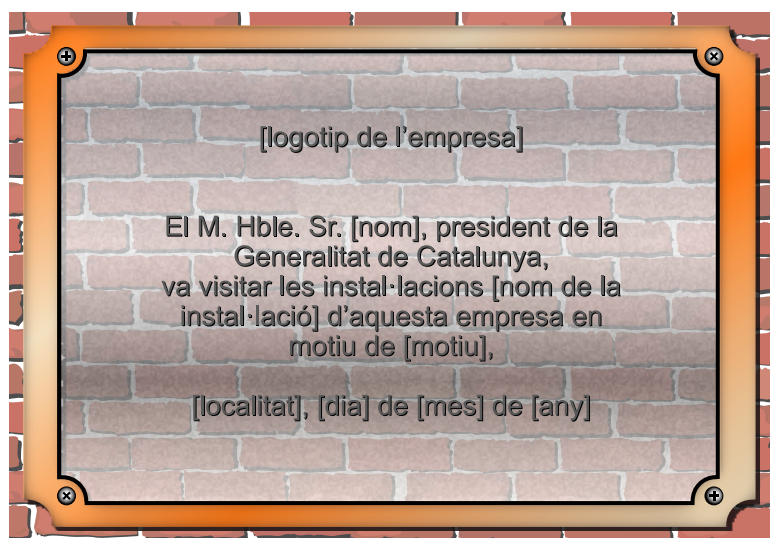 [logotip de l’empresa]
El M. Hble. Sr. [nom], president de la
Generalitat de Catalunya,
va visitar les instal·lacions [nom de la
instal·lació] d’aquesta empresa en
motiu de [motiu],
[localitat], [dia] de [mes] de [any]